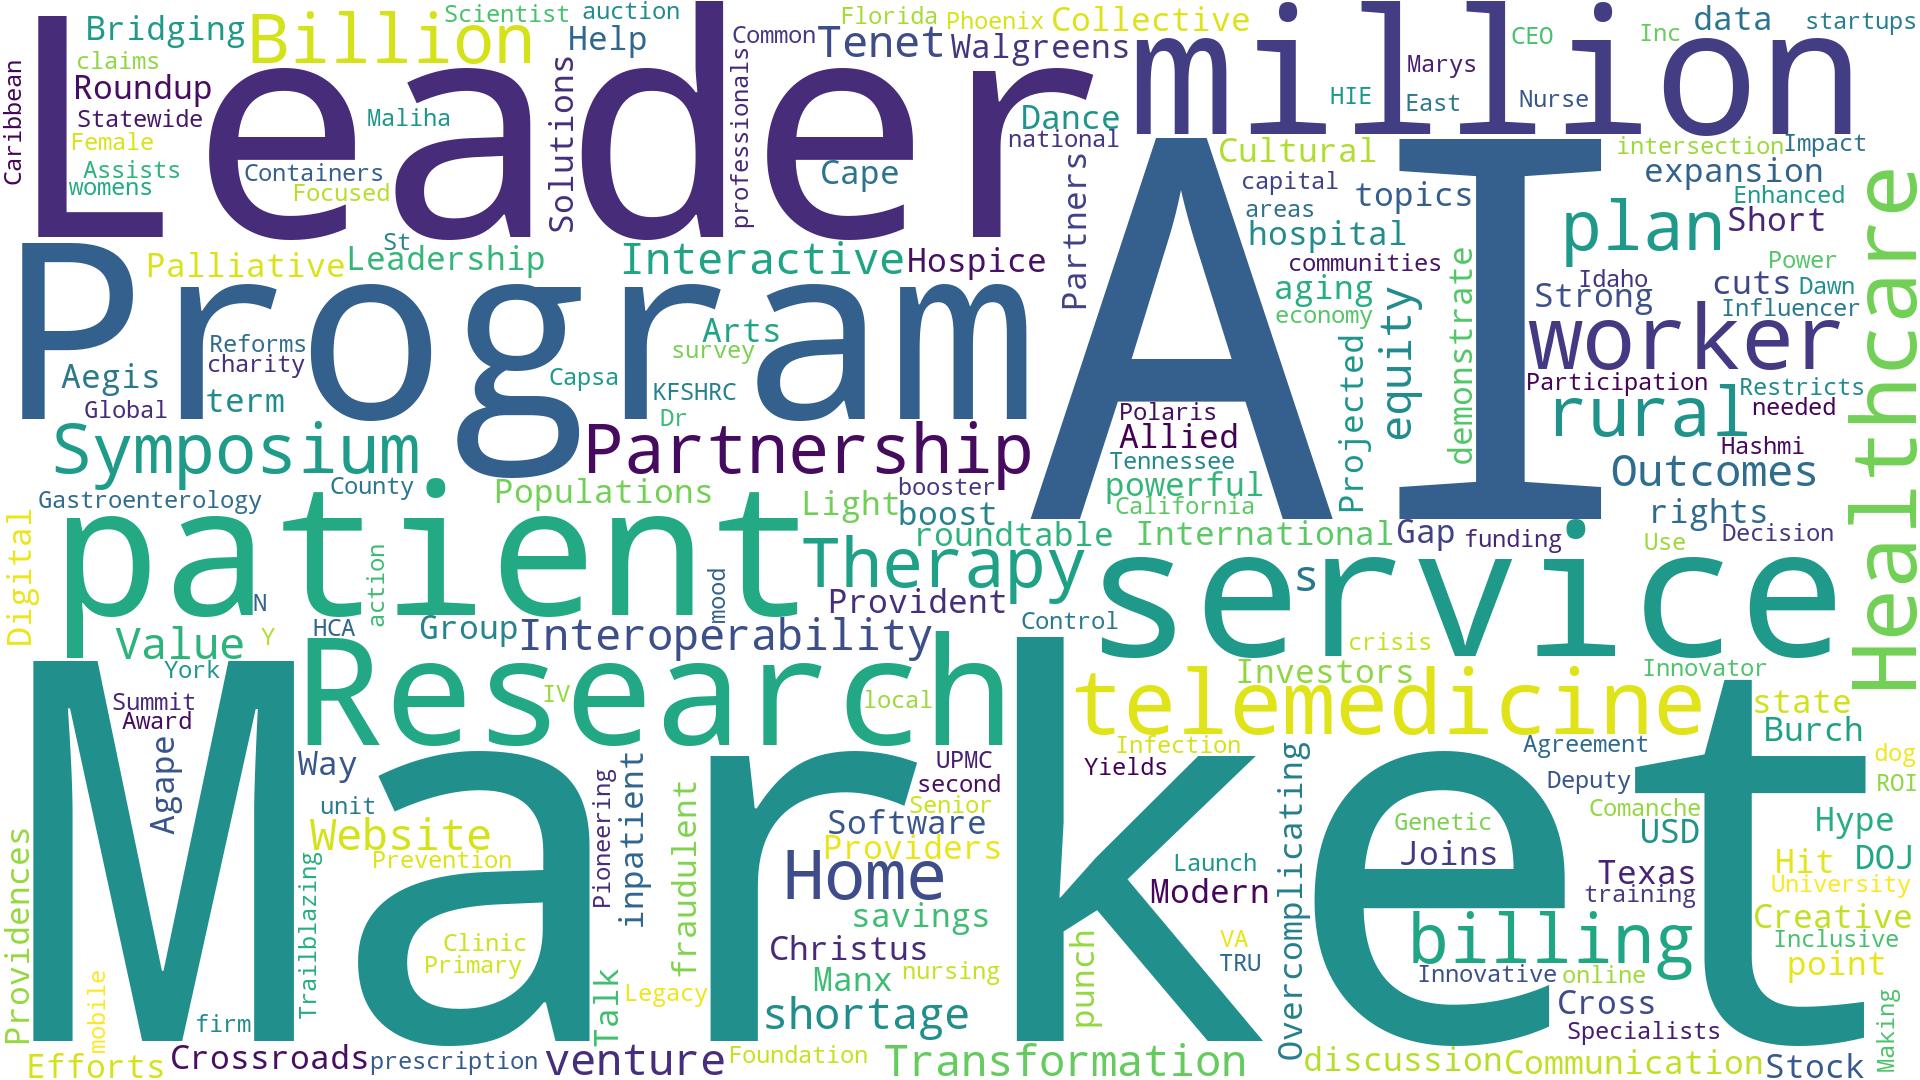 Bridging
Billion
Scientist
auction
Help
Common
Florida
Phoenix
Collective
Tenet
Walgreens
Leader
million
CEO
Inc
data
startups
claims
Roundup
Statewide
Female
Assists
womens
Caribbean
Maliha
Containers
Focused
Solutions
professionals
Cape
Dance
national
Partners
Marys
HIE
East
Nurse
Cultural
capital
areas
topics
hospital
intersection
Impact
expansion
Enhanced
plan
Short
Healthcare
St
Palliative
Leadership
Interactive
Hospice
Program
AI
communities
aging
economy
equity
demonstrate
Projected
Idaho
Strong
Power
cuts
Dawn
Influencer
worker
Reforms
charity
Aegis
Global
term
Arts
survey
Capsa
KFSHRC
Dr
Participation
Restricts
rural
needed
Hashmi
Polaris
Allied
Tennessee
powerful
California
Symposium
Partnership
Outcomes
Gastroenterology
County
Populations
Light
booster
boost
roundtable
International
Gap
funding
rights
Use
Decision
Digital
patient
action
mood
N
Y
Therapy
Provident
service
s
Control
crisis
HCA
Group
Interoperability
Value
York
Research
IV
local
Investors
Innovator
telemedicine
state
Burch
Summit
Award
Agape
Way
unit
Website
Prevention
Market
Pioneering
inpatient
fraudulent
UPMC
second
Senior
Software
Providers
Home
savings
Infection
Yields
Launch
Modern
Overcomplicating
Agreement
Deputy
Comanche
USD
Genetic
Joins
Texas
training
dog
ROI
Hype
Hit
DOJ
University
Creative
Inclusive
point
Providences
mobile
firm
Trailblazing
Clinic
Primary
Talk
Legacy
Christus
Manx
nursing
shortage
punch
VA
TRU
billing
Innovative
online
Cross
Specialists
Making
Efforts
Crossroads
prescription
venture
Foundation
Transformation
discussion
Communication
Stock